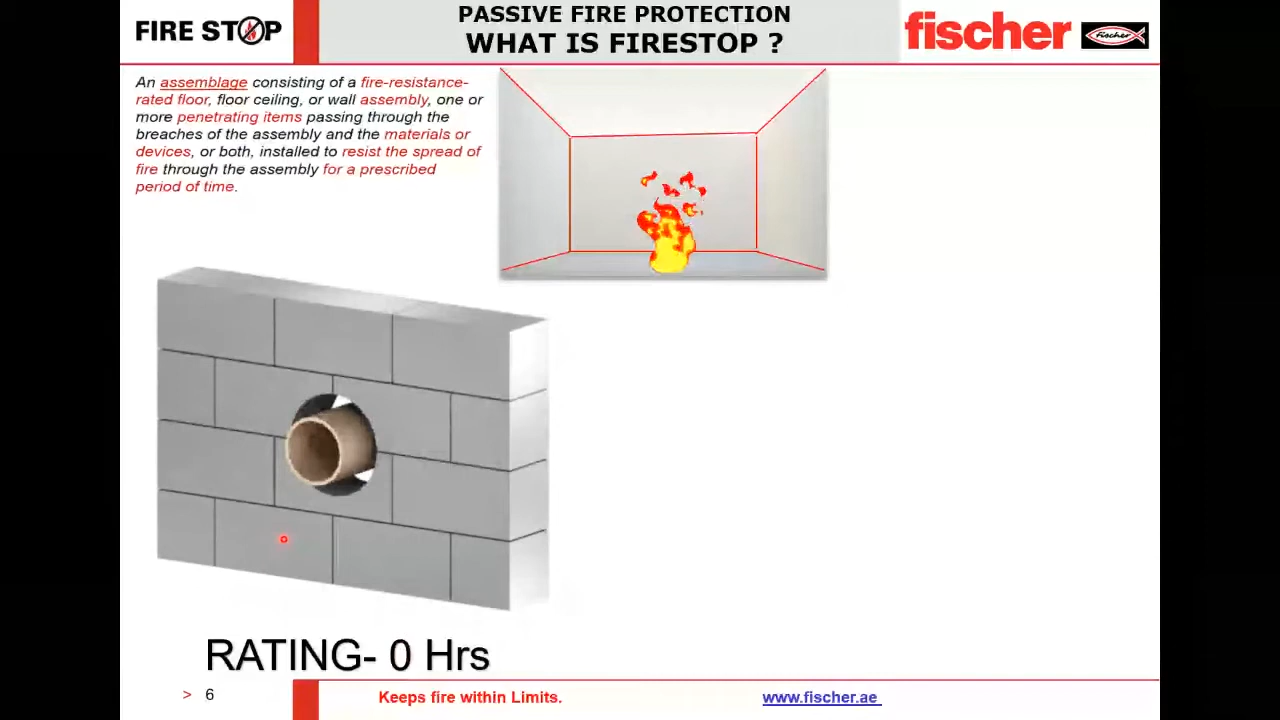 FIRE STOP
PASSIVE FIRE PROTECTION
WHAT IS FIRESTOP ?
fischer
fischer
An assemblage consisting of a fire-resistance-
rated floor, floor ceiling, or wall assembly, one or
more penetrating items passing through the
breaches of the assembly and the materials or
devices, or both, installed to resist the spread of
fire through the assembly for a prescribed
period of time.
RATING- 0 Hrs
> 6
Keeps fire within Limits.
www.fischer.ae